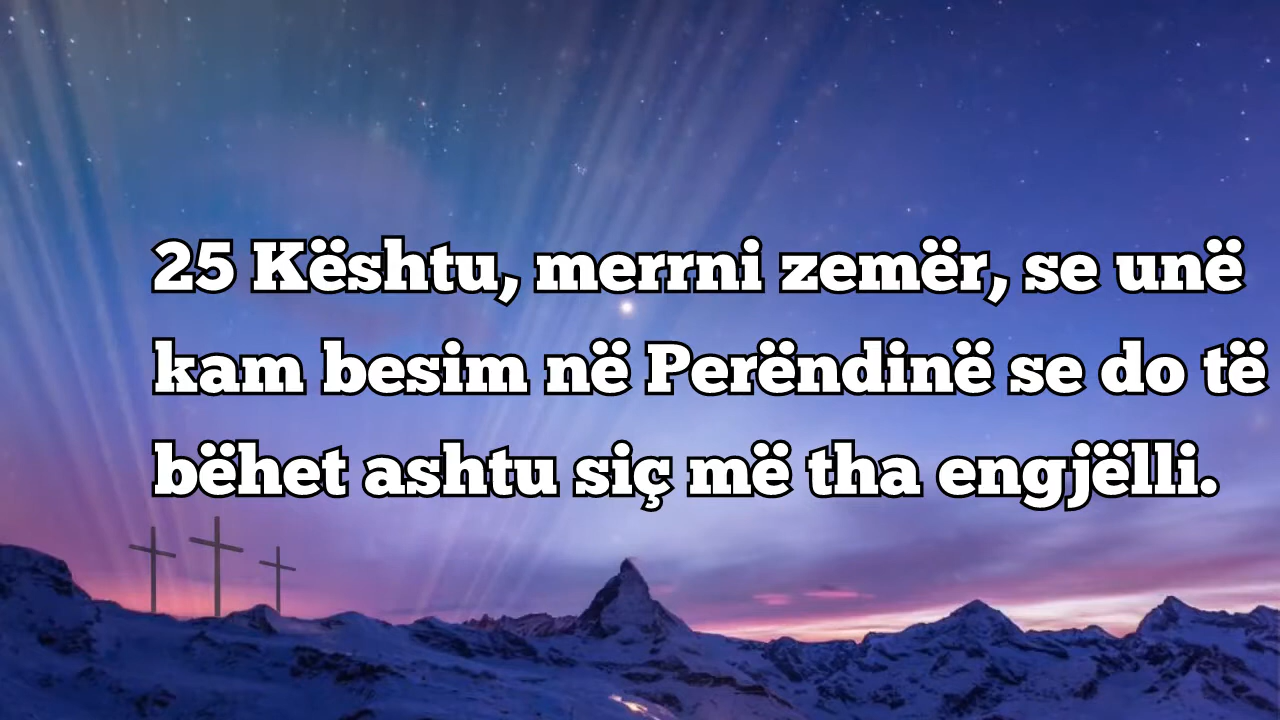 25 Kështu, merrni zemër, se unë
kam besim në Perëndinë se do të
bëhet ashtu siç më tha engjëlli.